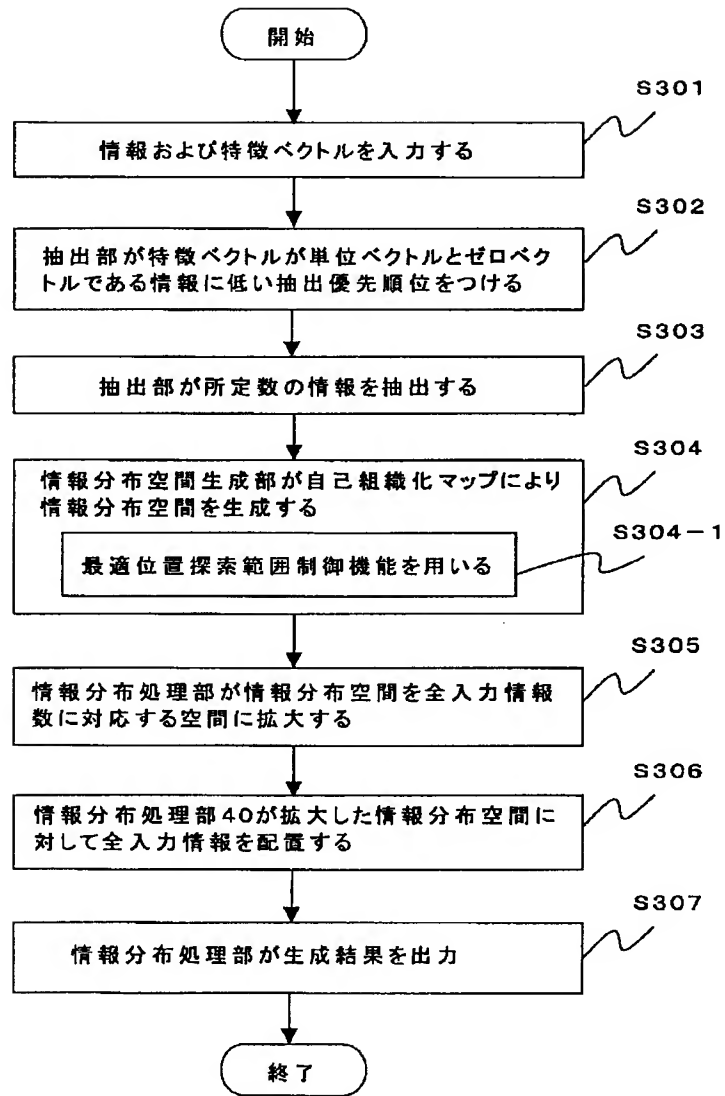 開始
S301
情報および特徴ベクトルを入力する
S302
抽出部が特徴ベクトルが単位ベクトルとゼロベク
トルである情報に低い抽出優先順位をつける
S303
抽出部が所定数の情報を抽出する
S304
情報分布空間生成部が自己組織化マップにより
情報分布空間を生成する
S304-1
最適位置探索範囲制御機能を用いる
S305
情報分布処理部が情報分布空間を全入力情報
数に対応する空間に拡大する
S306
情報分布処理部40が拡大した情報分布空間に
対して全入力情報を配置する
S307
情報分布処理部が生成結果を出力
終了